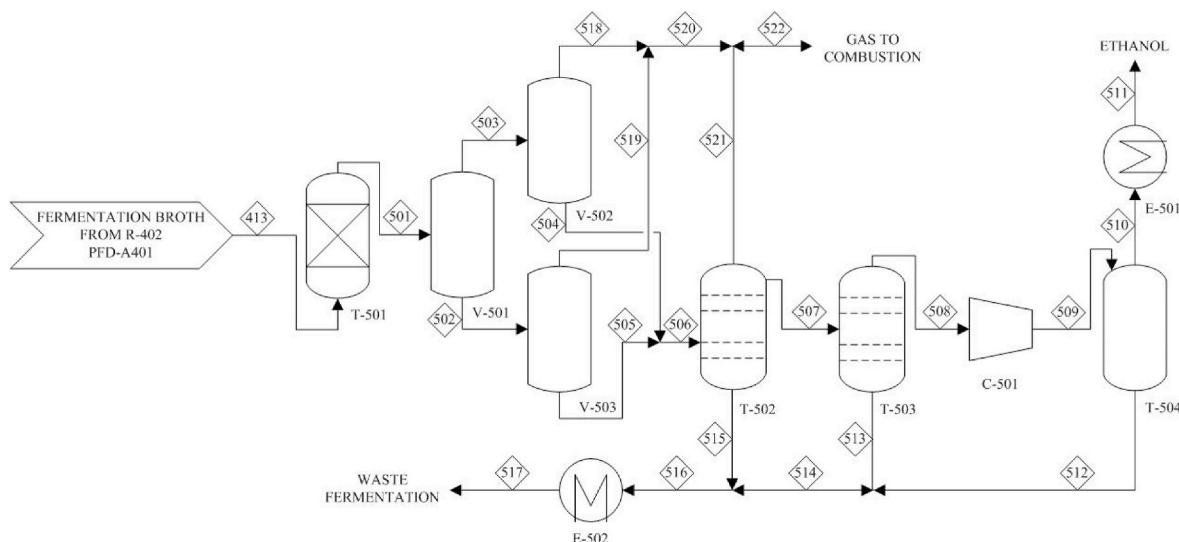 518
520
522
GAS TO
COMBUSTION
ETHANOL
511
503
519
521
E-501
FERMENTATION BROTH
FROM R-402
PFD-A401
413
501
504
V-502
510
T-501
502
V-501
505
506
507
508
509
C-501
V-503
T-502
T-503
T-504
515
513
WASTE
FERMENTATION
517
516
514
512
E-502